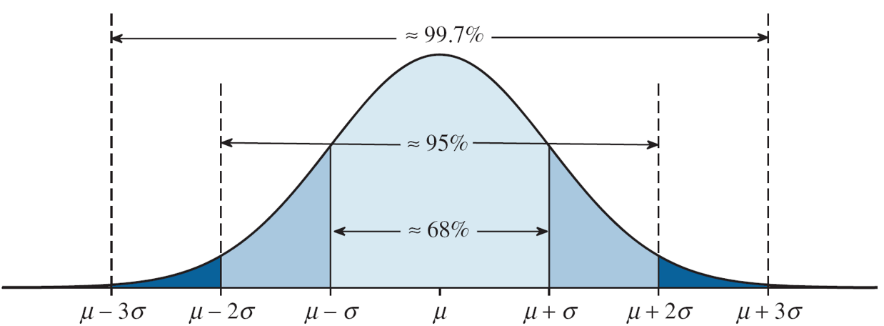 ≈ 99.7%
≈ 95%
≈ 68%
μ − 3σ μ − 2σ μ − σ μ μ + σ μ + 2σ μ + 3σ